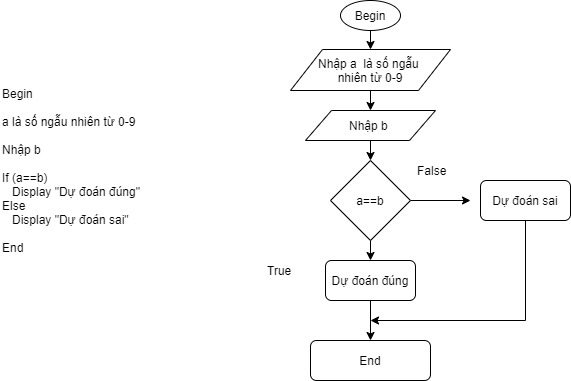 Begin
a là số ngẫu nhiên từ 0-9
Nhập b
If (a==b)
Display "Dự đoán đúng"
Else
Display "Dự đoán sai"
End
Begin
Nhập a là số ngẫu
nhiên từ 0-9
Nhập b
a==b
False
Dự đoán sai
True
Dự đoán đúng
End